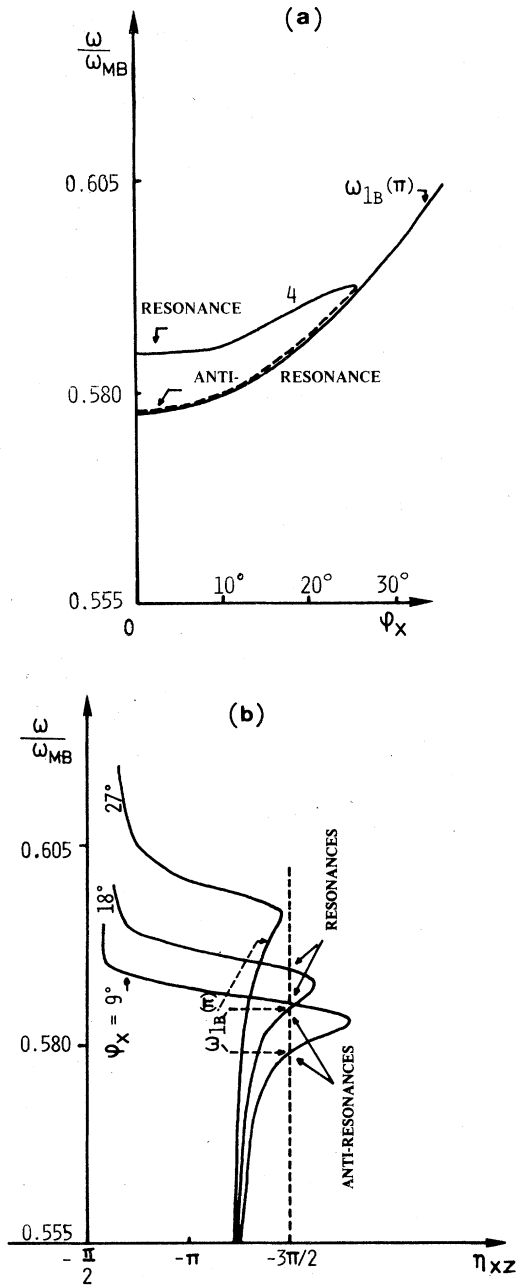 (a)
ω/ω_MB
0.605
ω_1B(π)
4
RESONANCE
ANTI- RESONANCE
0.580
0.555
0
10°
20°
30°
φ_x
(b)
ω/ω_MB
27°
0.605
18°
RESONANCES
φ_x = 9°
ω_1B(π)
0.580
ANTI-RESONANCES
0.555
-π/2
-π
-3π/2
η_xz